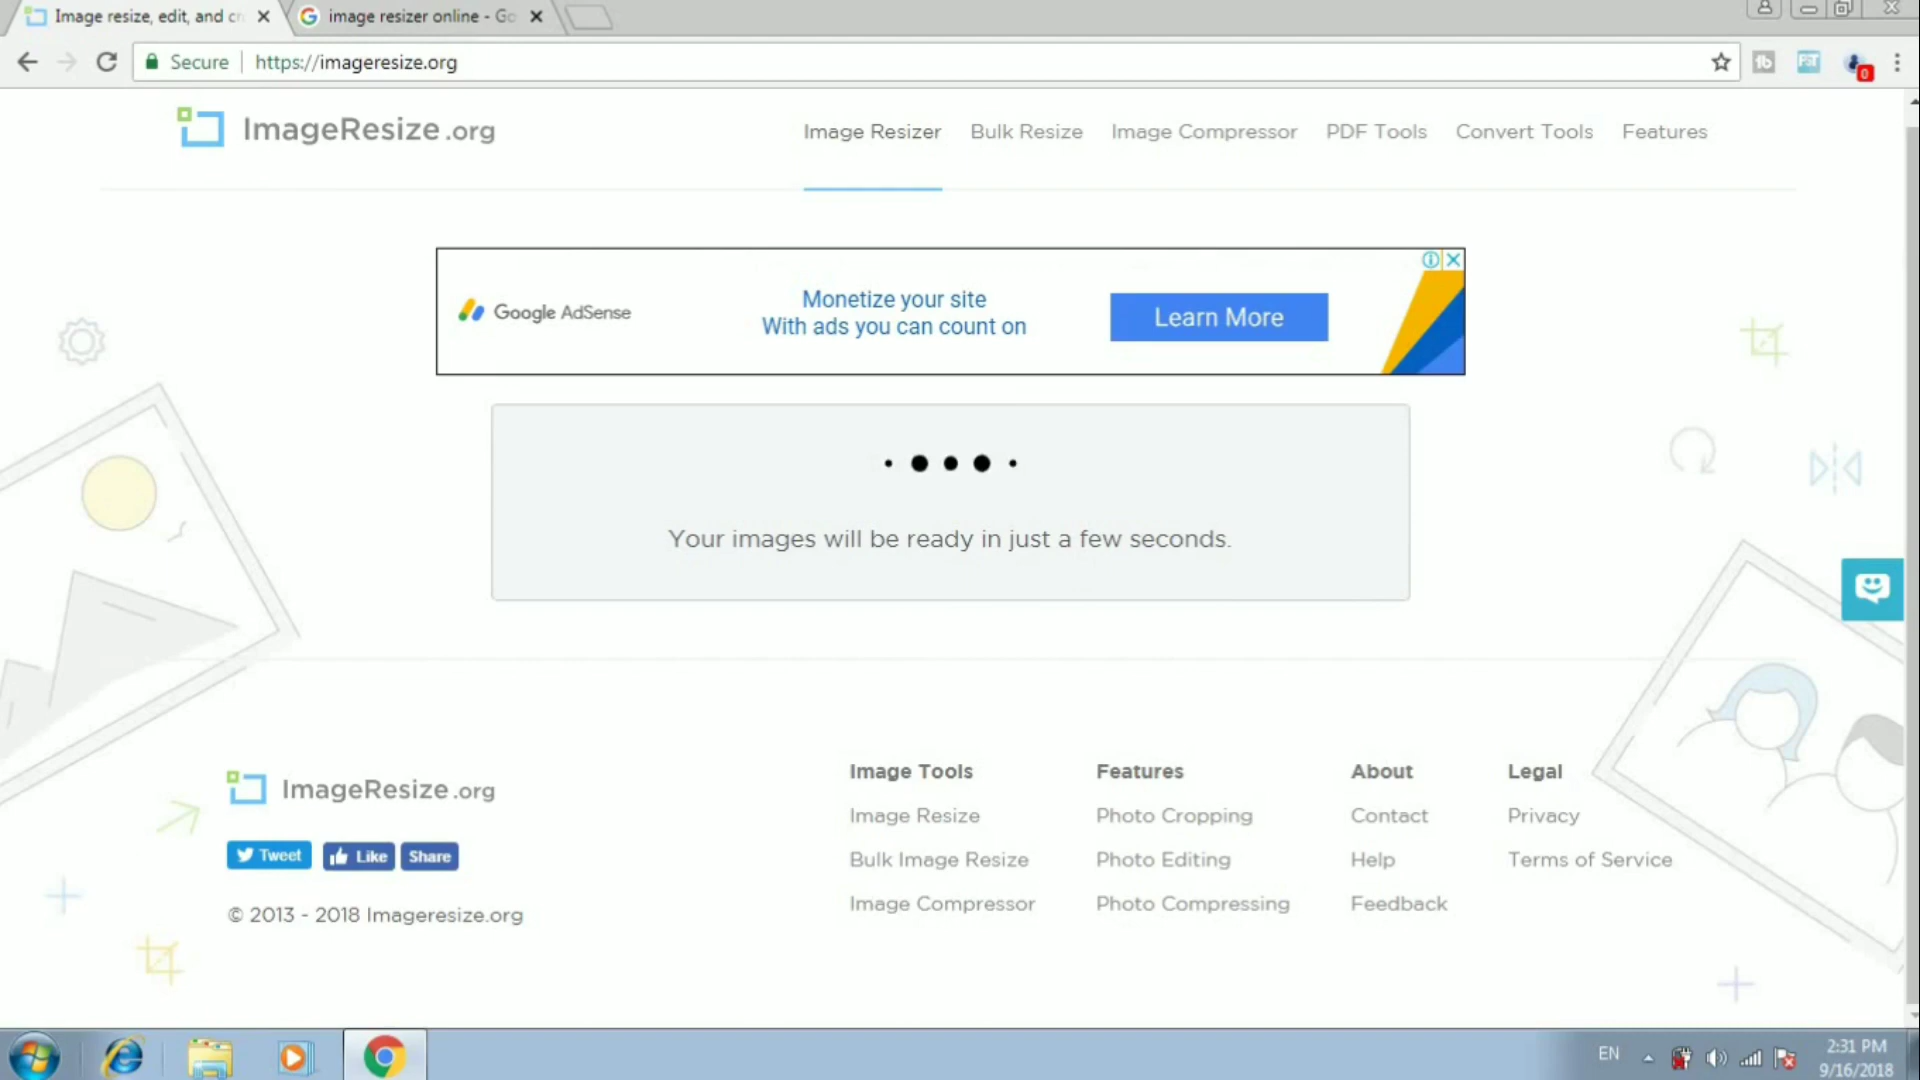 Image resize, edit, and cr
image resizer online - Go
Secure
https://imageresize.org
ImageResize.org
Image Resizer
Bulk Resize
Image Compressor
PDF Tools
Convert Tools
Features
Google AdSense
Monetize your site
With ads you can count on
Learn More
Your images will be ready in just a few seconds.
ImageResize.org
Tweet
Like
Share
© 2013 - 2018 Imageresize.org
Image Tools
Image Resize
Bulk Image Resize
Image Compressor
Features
Photo Cropping
Photo Editing
Photo Compressing
About
Contact
Help
Feedback
Legal
Privacy
Terms of Service
EN
2:31 PM
9/16/2018